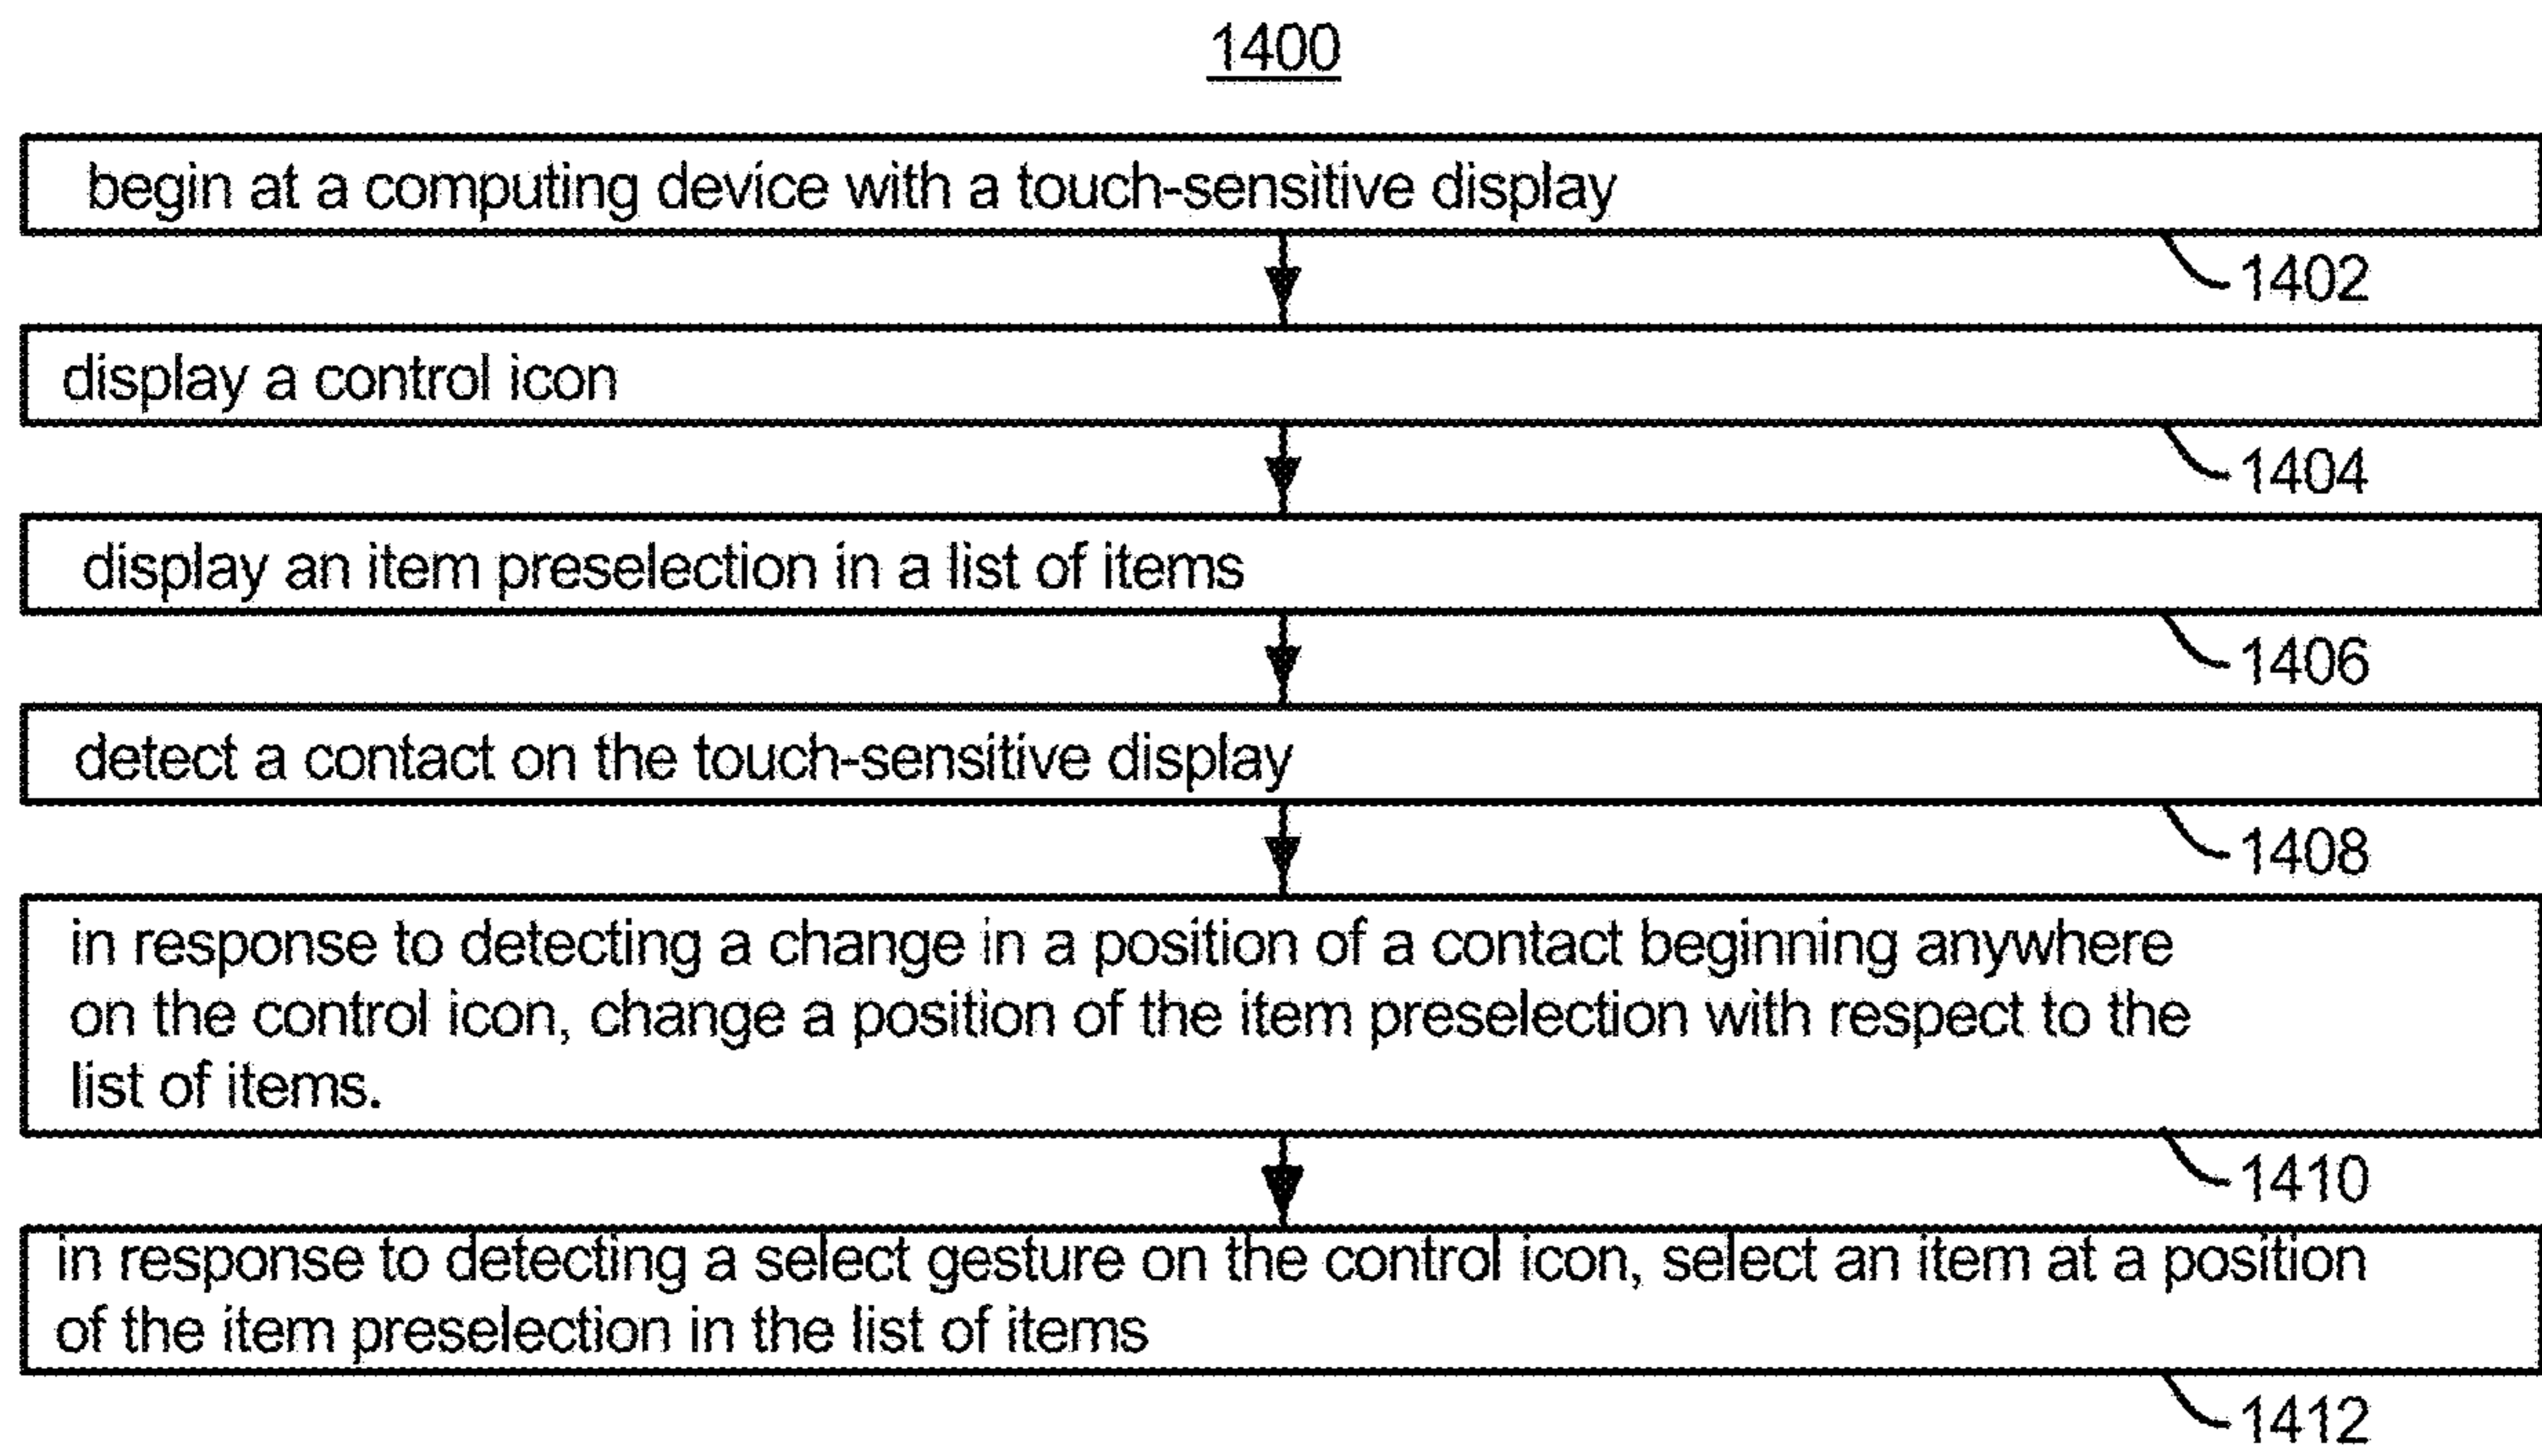 1400
begin at a computing device with a touch-sensitive display
1402
display a control icon
1404
display an item preselection in a list of items
1406
detect a contact on the touch-sensitive display
1408
in response to detecting a change in a position of a contact beginning anywhere
on the control icon, change a position of the item preselection with respect to the
list of items.
1410
in response to detecting a select gesture on the control icon, select an item at a position
of the item preselection in the list of items
1412